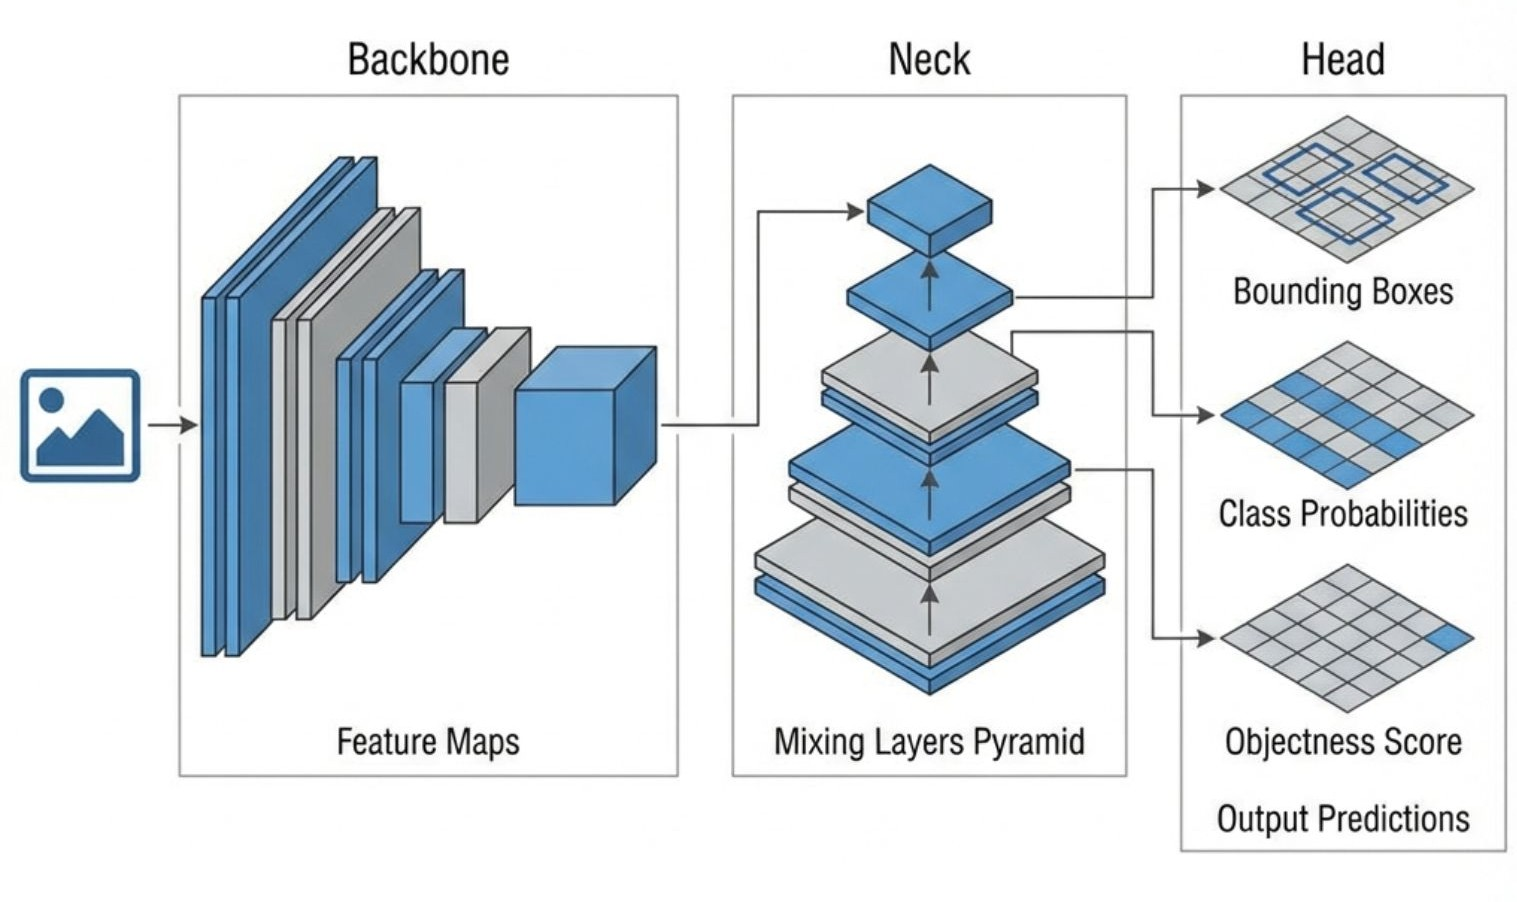 Backbone
Neck
Head
Bounding Boxes
Class Probabilities
Objectness Score
Feature Maps
Mixing Layers Pyramid
Output Predictions